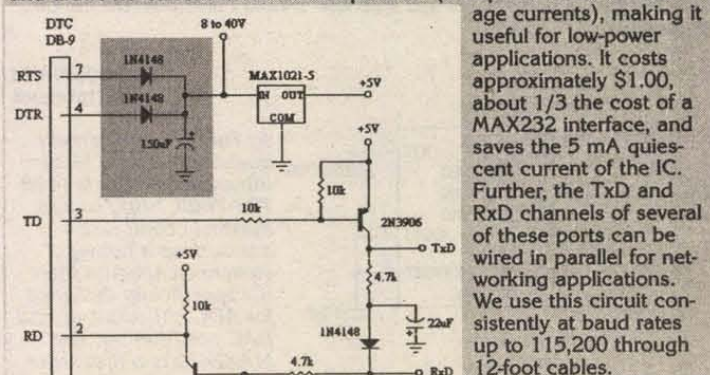 DTC
DB-9
8 to 40V
RTS
7
1N4148
MAX1021-5
IN OUT
COM
+5V
DTR
4
1N4148
150uF
+5V
10k
TD
3
10k
2N3906
TxD
+5V
4.7k
10k
1N4148
22uF
RD
2
4.7k
RxD
age currents), making it
useful for low-power
applications. It costs
approximately $1.00,
about 1/3 the cost of a
MAX232 interface, and
saves the 5 mA quies-
cent current of the IC.
Further, the TxD and
RxD channels of several
of these ports can be
wired in parallel for net-
working applications.
We use this circuit con-
sistently at baud rates
up to 115,200 through
12-foot cables.